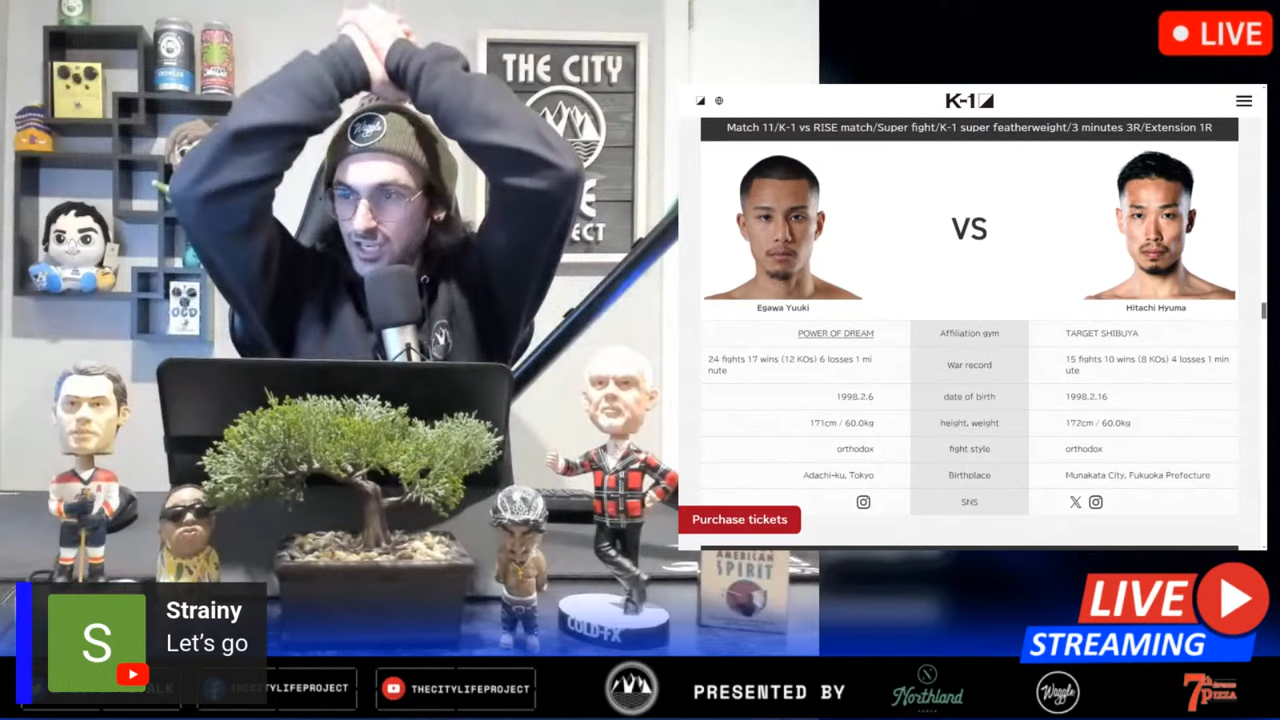 LIVE
THE CITY
ECT
Waggle
OCD
K-1
Match 11/K-1 vs RISE match/Super fight/K-1 super featherweight/3 minutes 3R/Extension 1R
VS
Egawa Yuuki
Hitachi Hyuma
POWER OF DREAM
Affiliation gym
TARGET SHIBUYA
24 fights 17 wins (12 KOs) 6 losses 1 mi
nute
War record
15 fights 10 wins (8 KOs) 4 losses 1 min
ute
1998.2.6
date of birth
1998.2.16
171cm / 60.0kg
height, weight
172cm / 60.0kg
orthodox
fight style
orthodox
Adachi-ku, Tokyo
Birthplace
Munakata City, Fukuoka Prefecture
SNS
Purchase tickets
AMERICAN
SPIRIT
COLD-FX
S
Strainy
Let's go
LIVE
STREAMING
THECITYLIFEPROJECT
THECITYLIFEPROJECT
PRESENTED BY
Northland
Waggle
7th
PIZZA